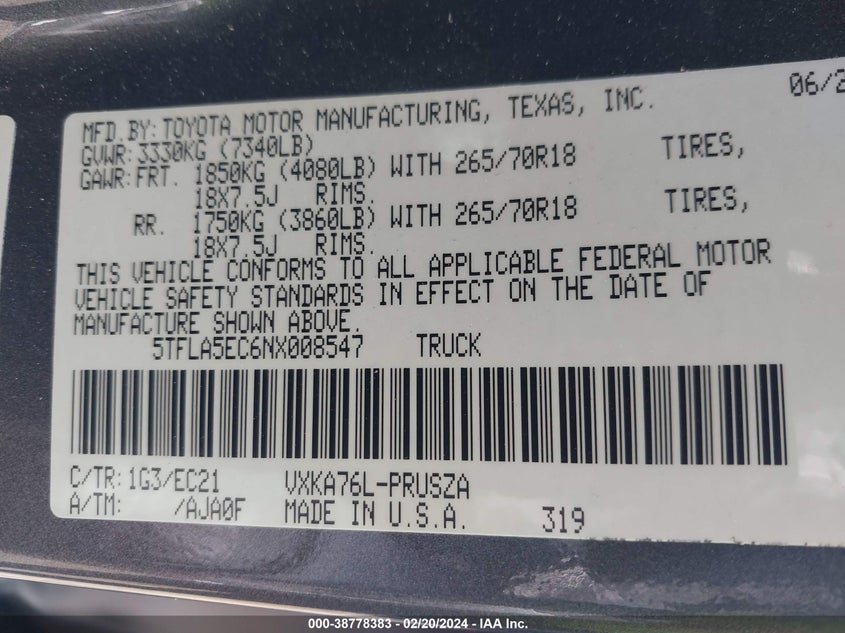 06/2
MFD.BY:TOYOTA MOTOR MANUFACTURING, TEXAS, INC.
GVWR:3330KG (7340LB)
GAWR:FRT. 1850KG (4080LB) WITH 265/70R18 TIRES,
18X7.5J RIMS.
RR. 1750KG (3860LB) WITH 265/70R18 TIRES,
18X7.5J RIMS.
THIS VEHICLE CONFORMS TO ALL APPLICABLE FEDERAL MOTOR
VEHICLE SAFETY STANDARDS IN EFFECT ON THE DATE OF
MANUFACTURE SHOWN ABOVE.
5TFLA5EC6NX008547 TRUCK
C/TR:1G3/EC21 VXKA76L-PRUSZA
A/TM: /AJA0F MADE IN U.S.A. 319
000-38778383 - 02/20/2024 - IAA Inc.